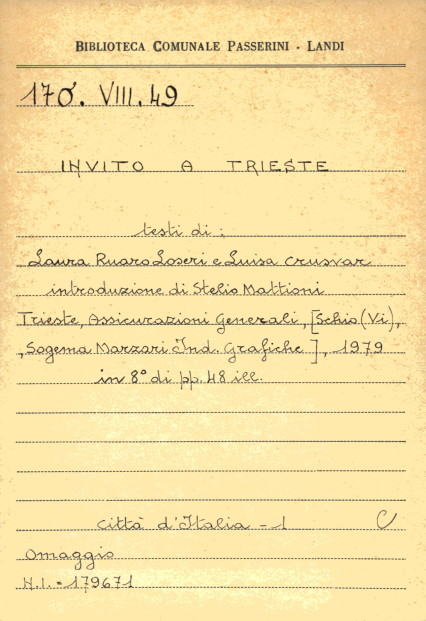 BIBLIOTECA COMUNALE PASSERINI - LANDI
170. VIII. 49
INVITO A TRIESTE
testi di:
Laura Ruaro Loseri e Luisa Crusvar
introduzione di Stelio Mattioni
Trieste, Assicurazioni Generali, [Schio (Vi),
, Sogema Marzari Ind. Grafiche], 1979
in 8° di pp. 48 ill.
Città d'Italia - 1 C
Omaggio
N.I. - 179671